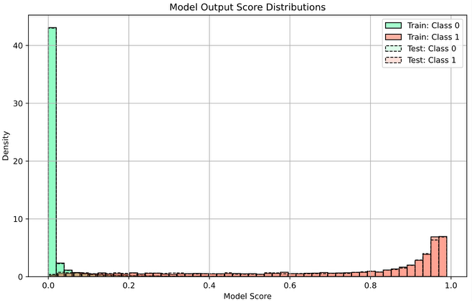 Model Output Score Distributions
Train: Class 0
Train: Class 1
Test: Class 0
Test: Class 1
40
30
20
10
0
Density
0.0 0.2 0.4 0.6 0.8 1.0
Model Score